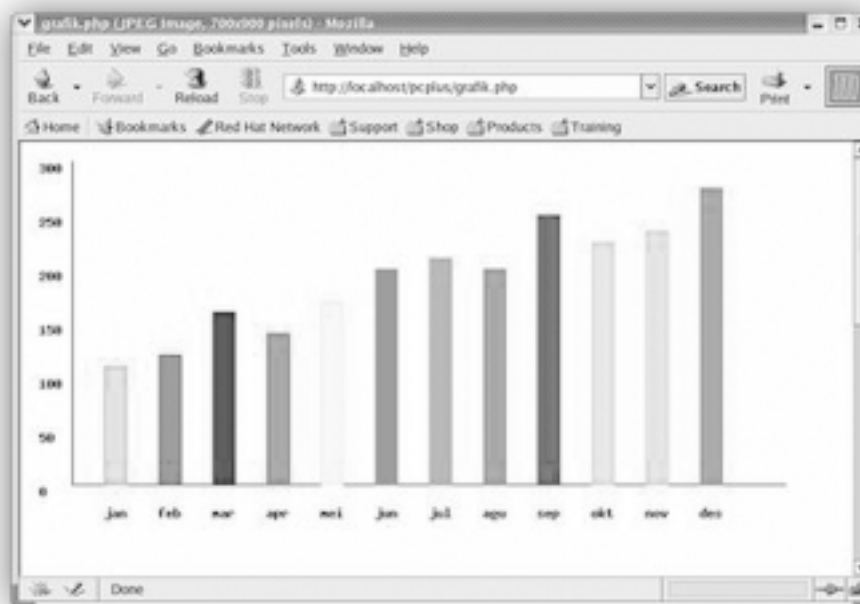 grafik.php (JPEG Image, 700x900 pixels) - Mozilla
File Edit View Go Bookmarks Tools Window Help
Back Forward Reload Stop http://localhost/pcplus/grafik.php Search Print
Home Bookmarks Red Hat Network Support Shop Products Training
300
250
200
150
100
50
0
jan feb mar apr mei jun jul agu sep okt nov des
Done